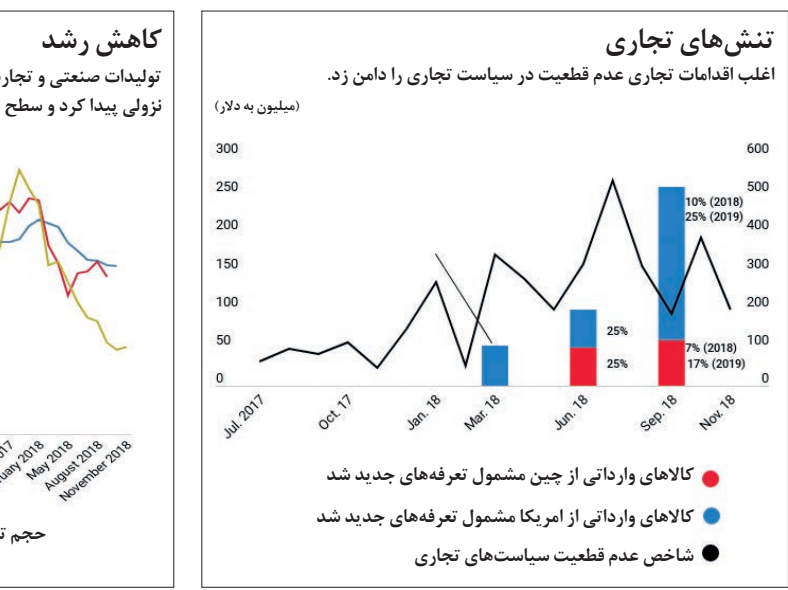 تنش‌های تجاری
اغلب اقدامات تجاری عدم قطعیت در سیاست تجاری را دامن زد.
(میلیون به دلار)
300
250
200
150
100
50
0
600
500
400
300
200
100
0
10% (2018)
25% (2019)
25%
25%
7% (2018)
17% (2019)
Jul. 2017
Oct. 17
Jan. 18
Mar. 18
Jun. 18
Sep. 18
Nov. 18
کالاهای وارداتی از چین مشمول تعرفه‌های جدید شد
کالاهای وارداتی از امریکا مشمول تعرفه‌های جدید شد
شاخص عدم قطعیت سیاست‌های تجاری
کاهش رشد
تولیدات صنعتی و تجار
نزولی پیدا کرد و سطح
17
uary 2018
May 2018
August 2018
November 2018
حجم ت